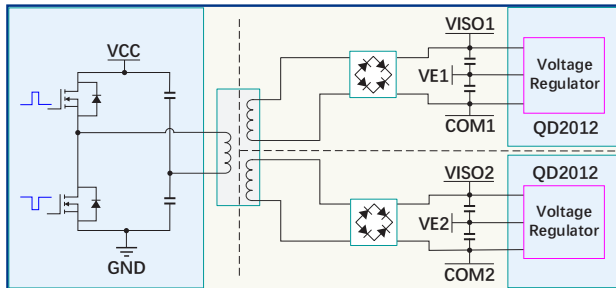 VCC
GND
VISO1
VE1
COM1
Voltage
Regulator
QD2012
VISO2
VE2
COM2
QD2012
Voltage
Regulator